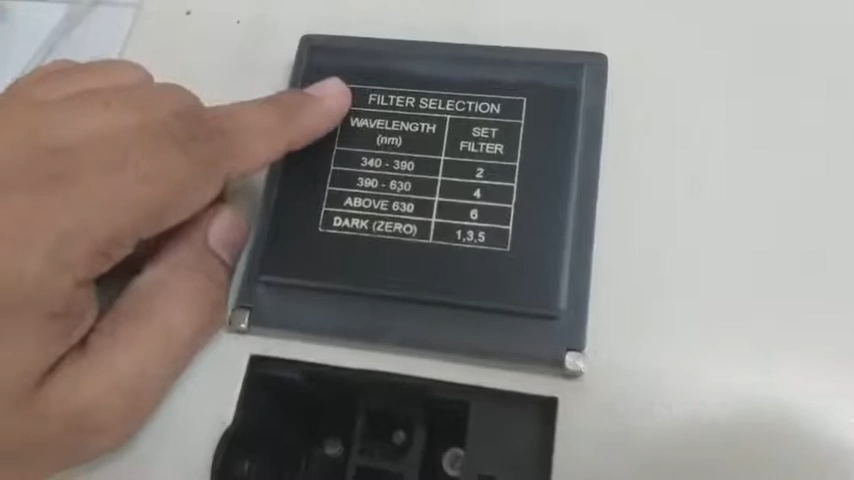 FILTER SELECTION
WAVELENGTH (nm) SET FILTER
340 - 390 2
390 - 630 4
ABOVE 630 6
DARK (ZERO) 1,3,5